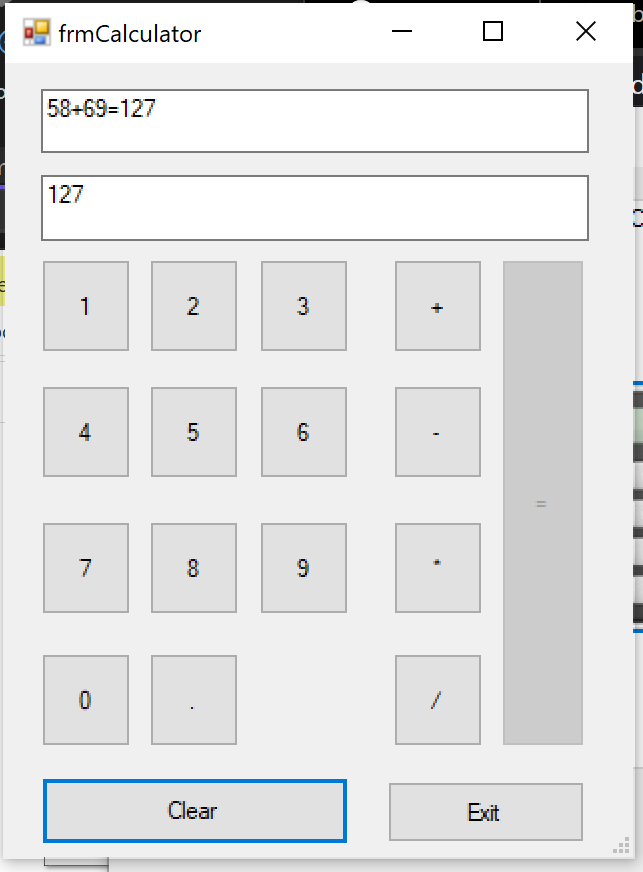 frmCalculator
58+69=127
127
1 2 3 +
4 5 6 -
=
7 8 9 *
0 . /
Clear Exit